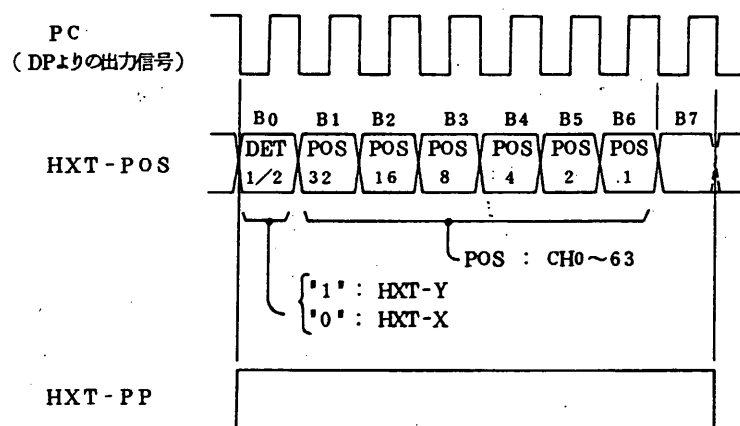 PC
(DPよりの出力信号)
B0 B1 B2 B3 B4 B5 B6 B7
HXT-POS
DET POS POS POS POS POS POS
1/2 32 16 8 4 2 1
POS : CH0~63
"1" : HXT-Y
"0" : HXT-X
HXT-PP